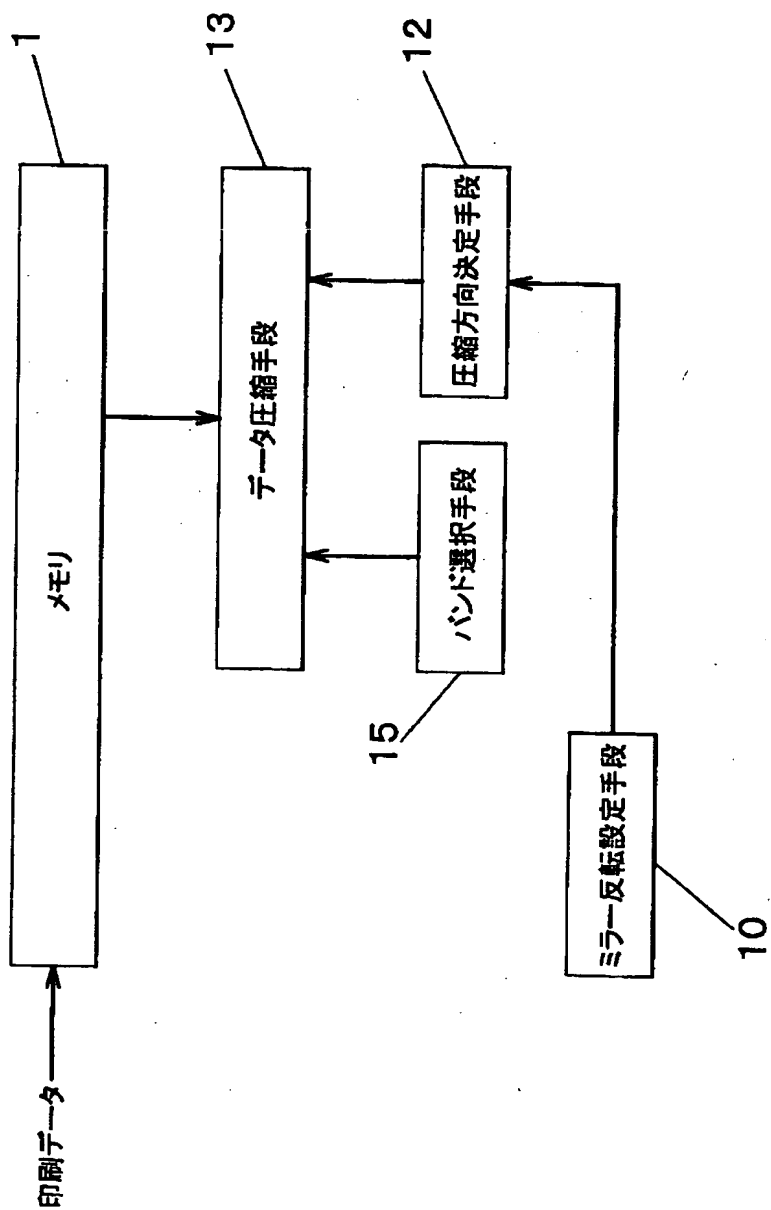 印刷データ
メモリ
1
データ圧縮手段
13
バンド選択手段
15
圧縮方向決定手段
12
ミラー反転設定手段
10